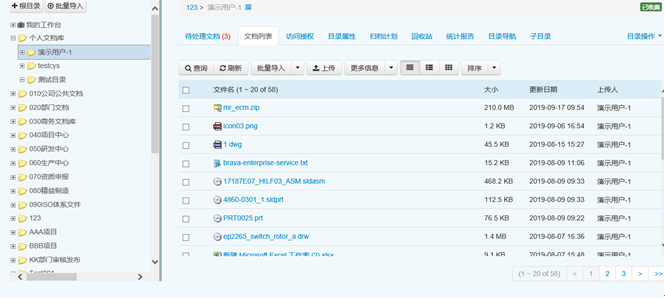 + 根目录 批量导入
我的工作台
个人文档库
演示用户-1
testcys
测试目录
010公司公共文档
020部门文档
030商务文档库
040项目中心
050研发中心
060生产中心
070资质申报
080精益制造
090ISO体系文件
123
AAA项目
BBB项目
KK部门审核发布
123 > 演示用户-1 已收藏
待处理文档 (3) 文档列表 访问授权 目录属性 归档计划 回收站 统计报告 目录导航 子目录 目录操作
查询 刷新 批量导入 上传 更多信息 排序
文件名 (1 ~ 20 of 58) 大小 更新日期 上传人
mr_ecm.zip 210.0 MB 2019-09-17 09:54 演示用户-1
icon03.png 1.2 KB 2019-09-06 16:54 演示用户-1
1.dwg 45.5 KB 2019-08-15 15:27 演示用户-1
brava-enterprise-service.txt 15.2 KB 2019-08-09 11:06 演示用户-1
17187E07_HILF03_ASM.sldasm 468.2 KB 2019-08-09 09:33 演示用户-1
4860-0301_1.sldprt 112.5 KB 2019-08-09 09:33 演示用户-1
PRT0025.prt 76.5 KB 2019-08-09 09:22 演示用户-1
ep2265_switch_rotor_a.drw 1.4 MB 2019-08-07 16:36 演示用户-1
新建 Microsoft Excel 工作表 (2).xlsx 9.1 KB 2019-08-07 15:48 演示用户-1
(1 ~ 20 of 58) < 1 2 3 > >>